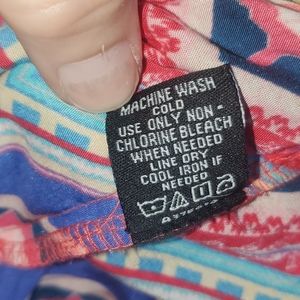 MACHINE WASH
COLD
USE ONLY NON-
CHLORINE BLEACH
WHEN NEEDED
LINE DRY
COOL IRON IF
NEEDED